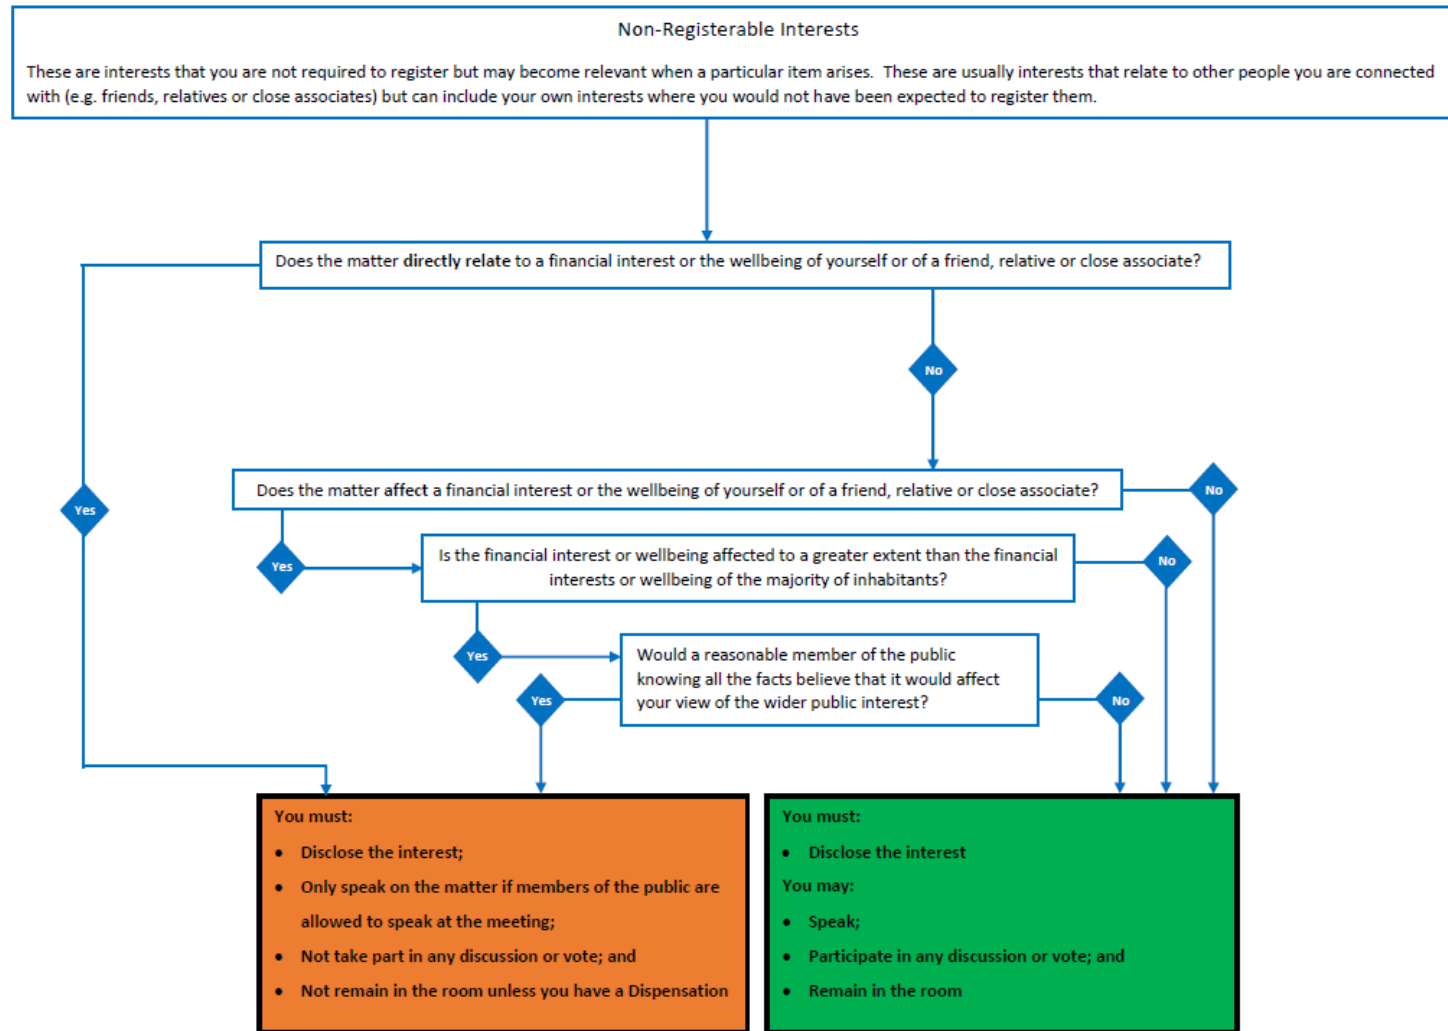 Non-Registerable Interests
These are interests that you are not required to register but may become relevant when a particular item arises.  These are usually interests that relate to other people you are connected
with (e.g. friends, relatives or close associates) but can include your own interests where you would not have been expected to register them.
Does the matter directly relate to a financial interest or the wellbeing of yourself or of a friend, relative or close associate?
No
Does the matter affect a financial interest or the wellbeing of yourself or of a friend, relative or close associate?
No
Yes
Yes
Is the financial interest or wellbeing affected to a greater extent than the financial
interests or wellbeing of the majority of inhabitants?
No
Yes
Would a reasonable member of the public
knowing all the facts believe that it would affect
your view of the wider public interest?
Yes
No
You must:
• Disclose the interest;
• Only speak on the matter if members of the public are
allowed to speak at the meeting;
• Not take part in any discussion or vote; and
• Not remain in the room unless you have a Dispensation
You must:
• Disclose the interest
You may:
• Speak;
• Participate in any discussion or vote; and
• Remain in the room